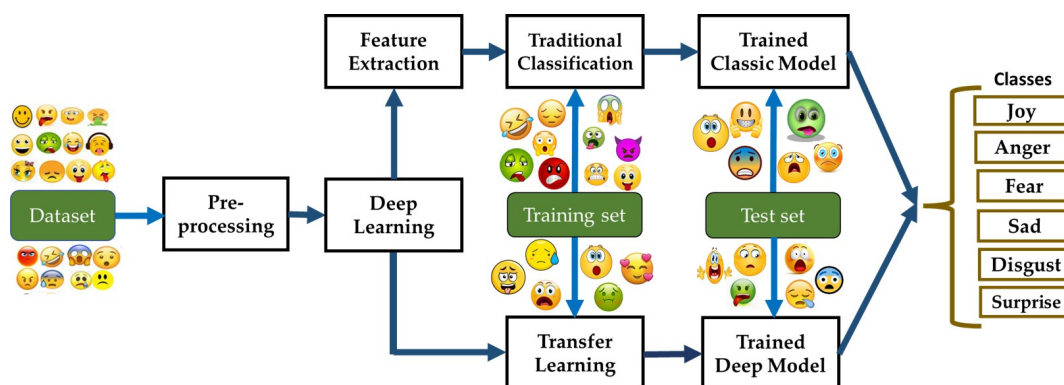 Feature
Extraction
Traditional
Classification
Trained
Classic Model
Classes
Joy
Anger
Fear
Sad
Disgust
Surprise
Dataset
Pre-
processing
Deep
Learning
Training set
Test set
Transfer
Learning
Trained
Deep Model